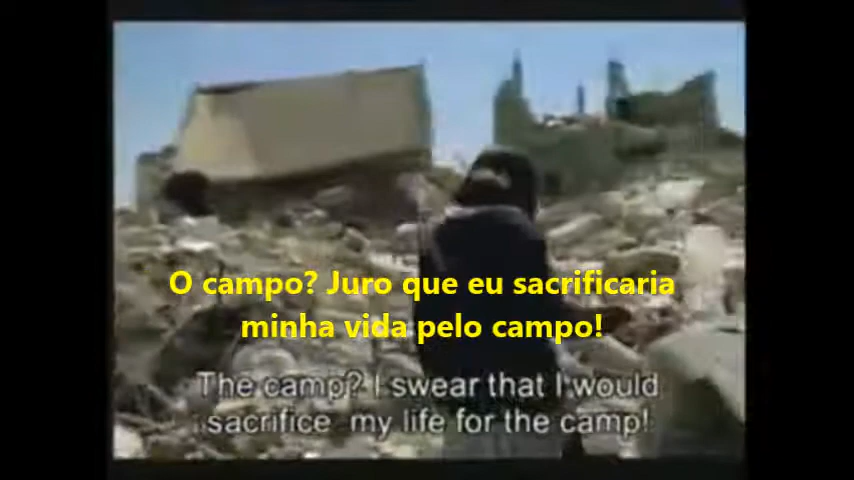 O campo? Juro que eu sacrificaria
minha vida pelo campo!
The camp? I swear that I would
sacrifice my life for the camp!